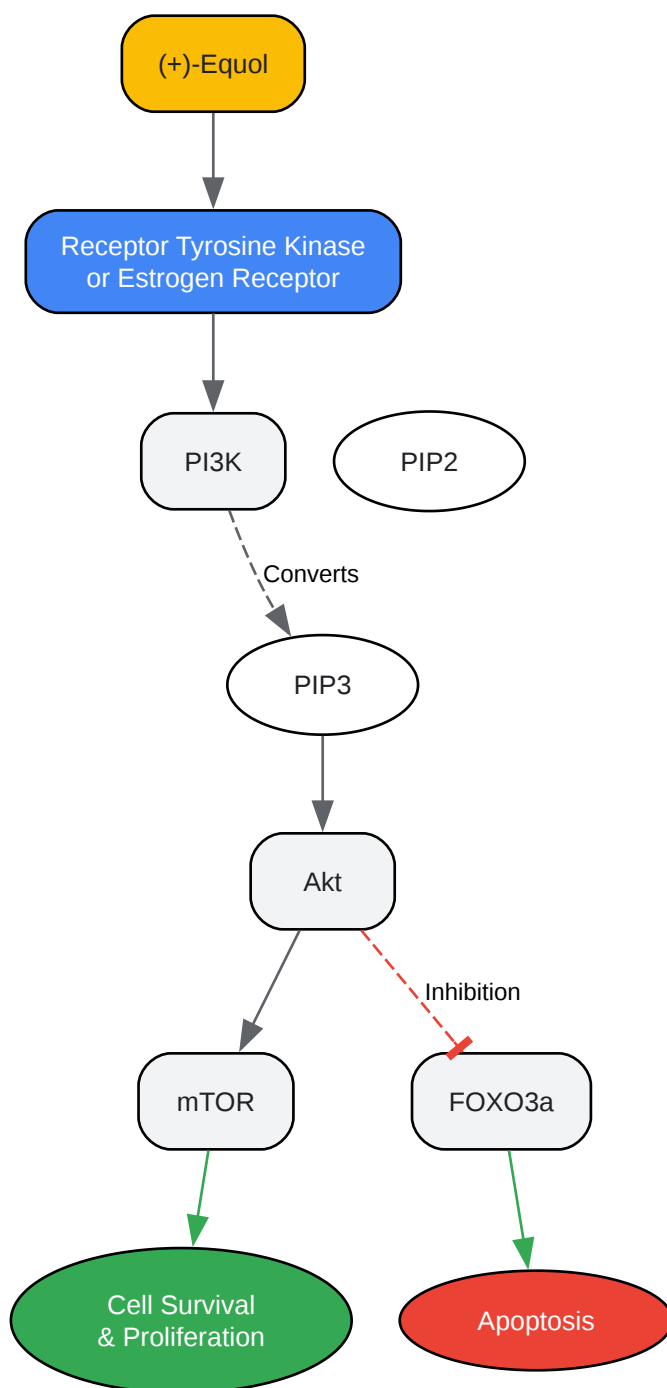 (+)-Equol
Receptor Tyrosine Kinase
or Estrogen Receptor
PI3K
PIP2
Converts
PIP3
Akt
Inhibition
mTOR
FOXO3a
Cell Survival
& Proliferation
Apoptosis